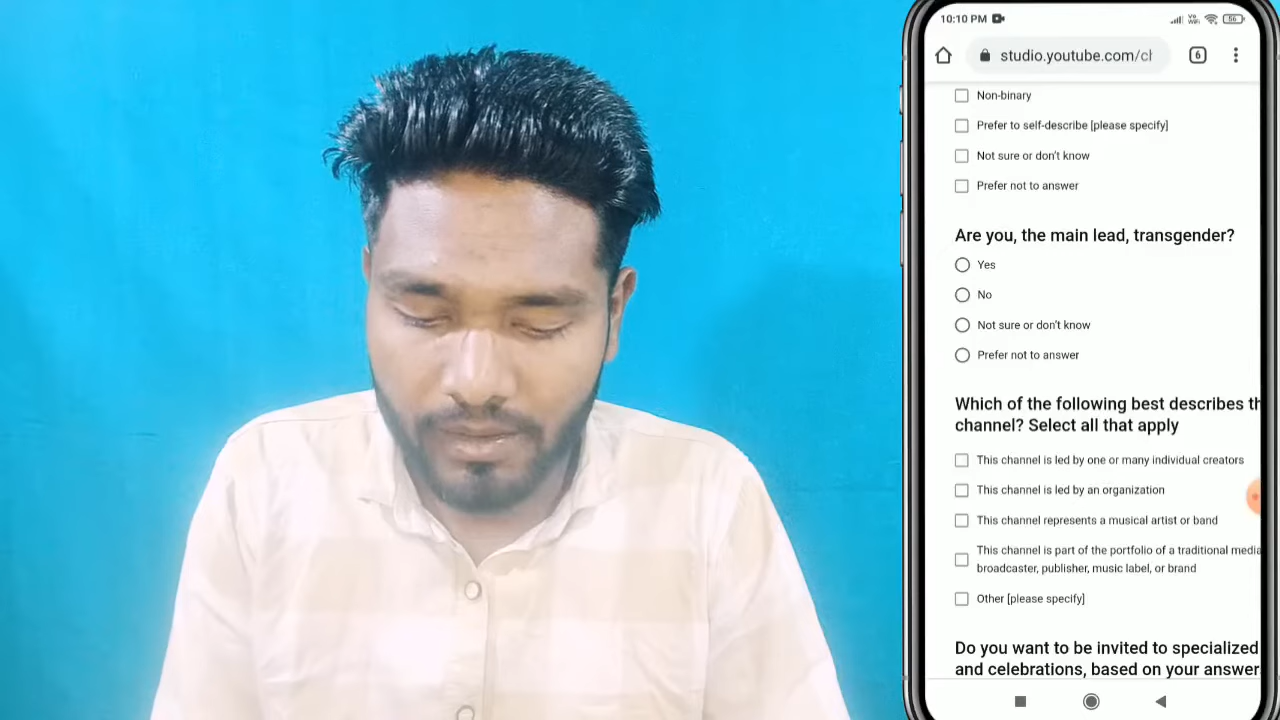 10:10 PM
56
studio.youtube.com/ch
6
Non-binary
Prefer to self-describe [please specify]
Not sure or don't know
Prefer not to answer
Are you, the main lead, transgender?
Yes
No
Not sure or don't know
Prefer not to answer
Which of the following best describes th
channel? Select all that apply
This channel is led by one or many individual creators
This channel is led by an organization
This channel represents a musical artist or band
This channel is part of the portfolio of a traditional media
broadcaster, publisher, music label, or brand
Other [please specify]
Do you want to be invited to specialized
and celebrations, based on your answer